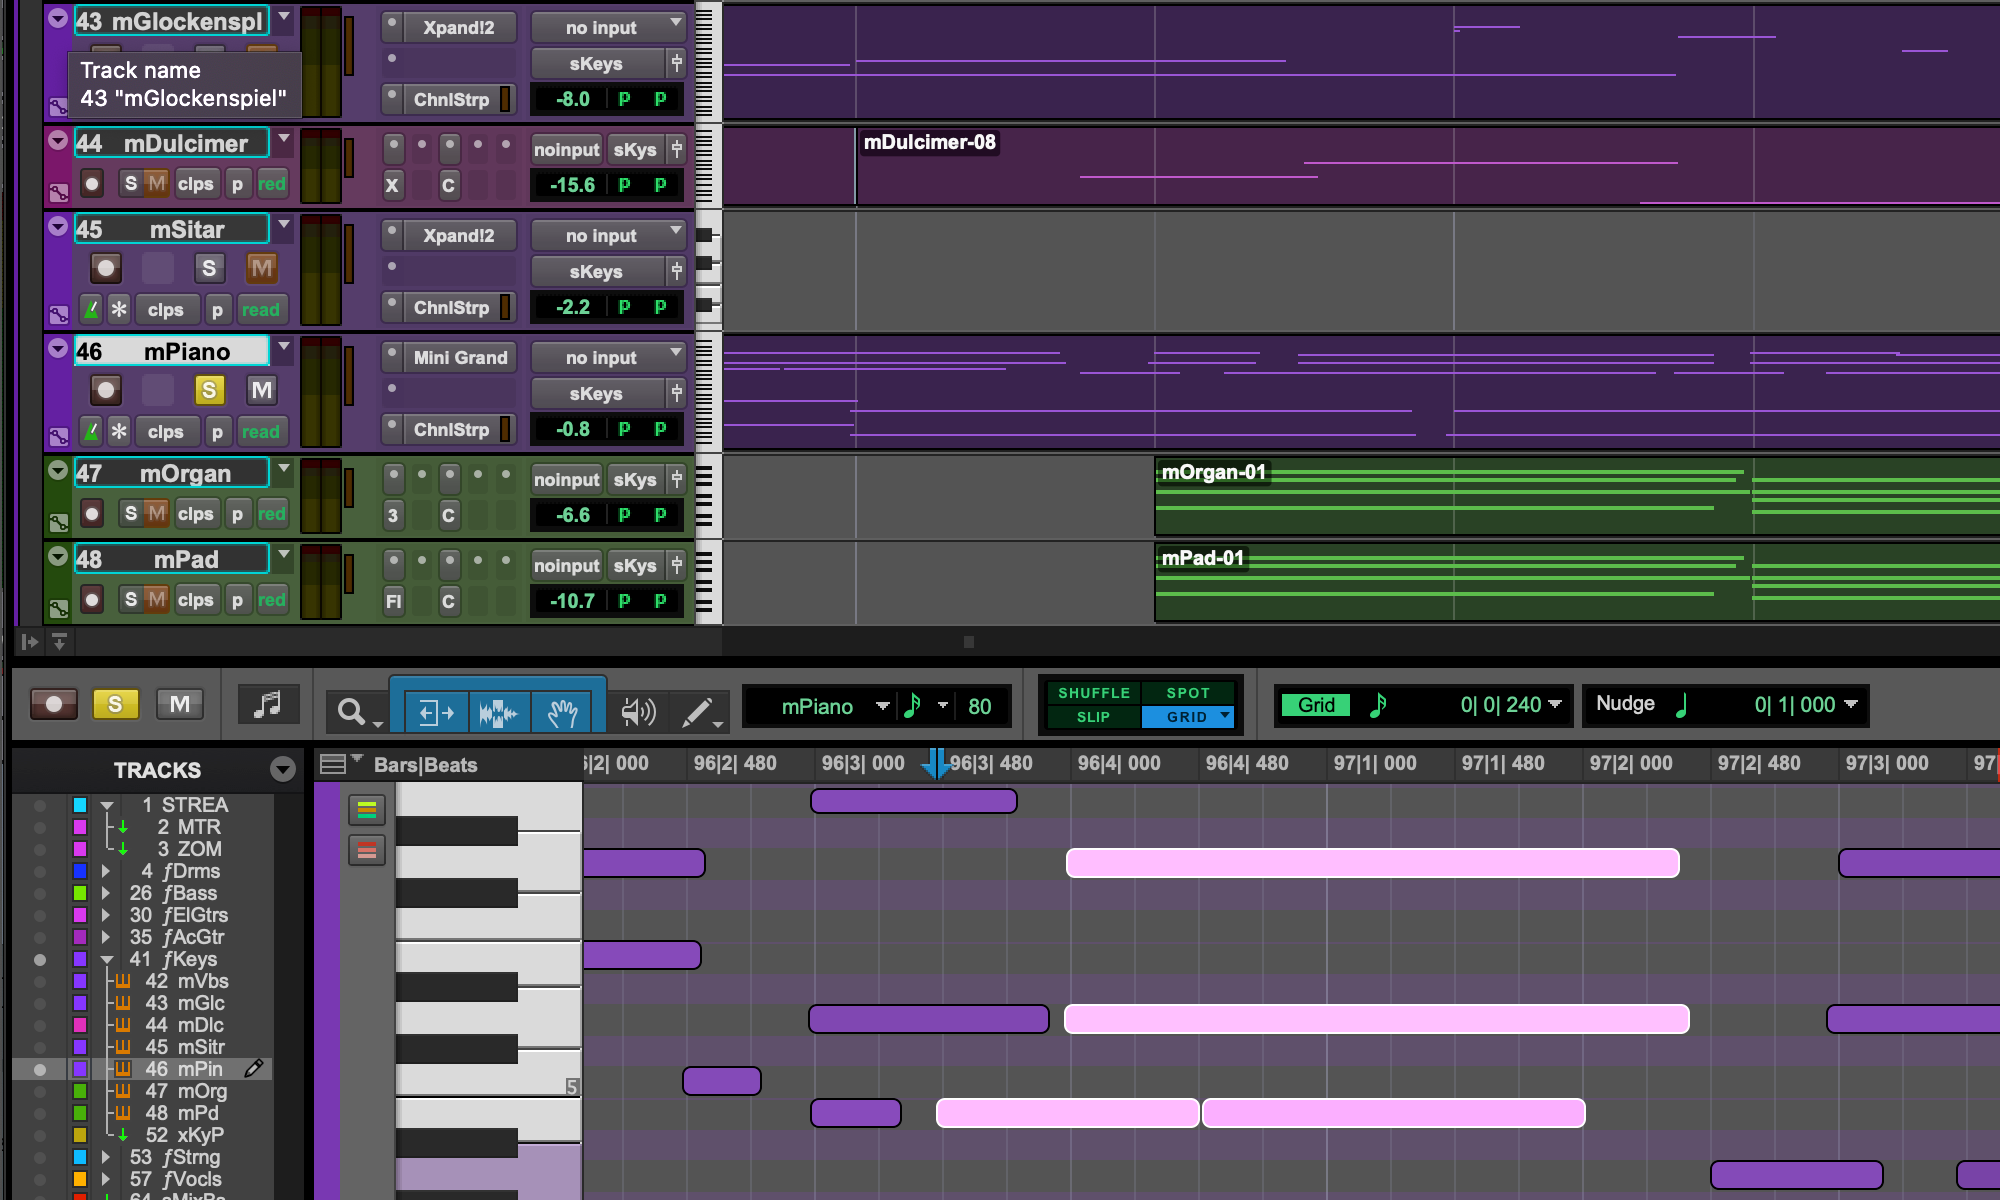 43 mGlockenspl Xpand!2 no input
sKeys
Track name
43 "mGlockenspiel"
ChnlStrp -8.0 p p
44 mDulcimer noinput sKys mDulcimer-08
S M clps p red X C -15.6 p p
45 mSitar Xpand!2 no input
S M sKeys
clps p read ChnlStrp -2.2 p p
46 mPiano Mini Grand no input
S M sKeys
clps p read ChnlStrp -0.8 p p
47 mOrgan noinput sKys mOrgan-01
S M clps p red 3 C -6.6 p p
48 mPad noinput sKys mPad-01
S M clps p red FI C -10.7 p p
S M mPiano 80 SHUFFLE SPOT
SLIP GRID
Grid 0| 0| 240 Nudge 0| 1| 000
TRACKS Bars|Beats |2| 000 96|2| 480 96|3| 000 96|3| 480 96|4| 000 96|4| 480 97|1| 000 97|1| 480 97|2| 000 97|2| 480 97|3| 000 97
1 STREA
2 MTR
3 ZOM
4 ƒDrms
26 ƒBass
30 ƒElGtrs
35 ƒAcGtr
41 ƒKeys
42 mVbs
43 mGlc
44 mDlc
45 mSitr
46 mPin
5
47 mOrg
48 mPd
52 xKyP
53 ƒStrng
57 ƒVocls